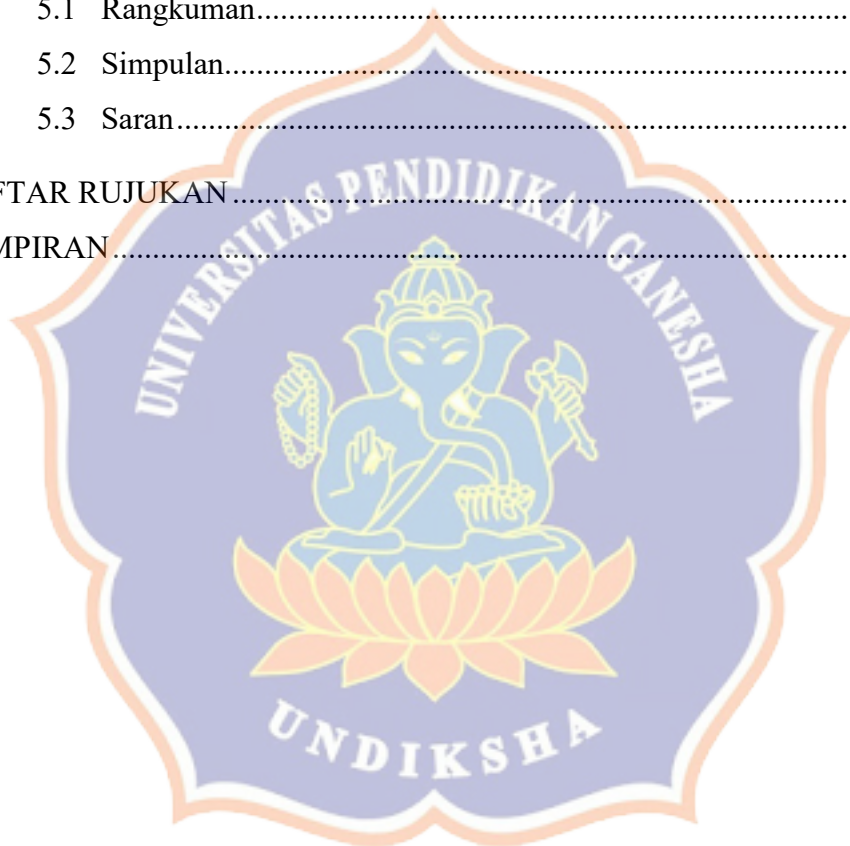 5.1 Rangkuman
5.2 Simpulan
5.3 Saran
FTAR RUJUKAN
MPIRAN
UNIVERSITAS PENDIDIKAN GANESHA
UNDIKSHA